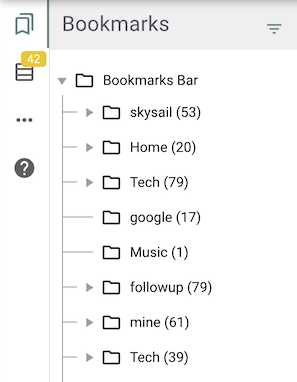 Bookmarks
42
Bookmarks Bar
skysail (53)
Home (20)
Tech (79)
google (17)
Music (1)
followup (79)
mine (61)
Tech (39)